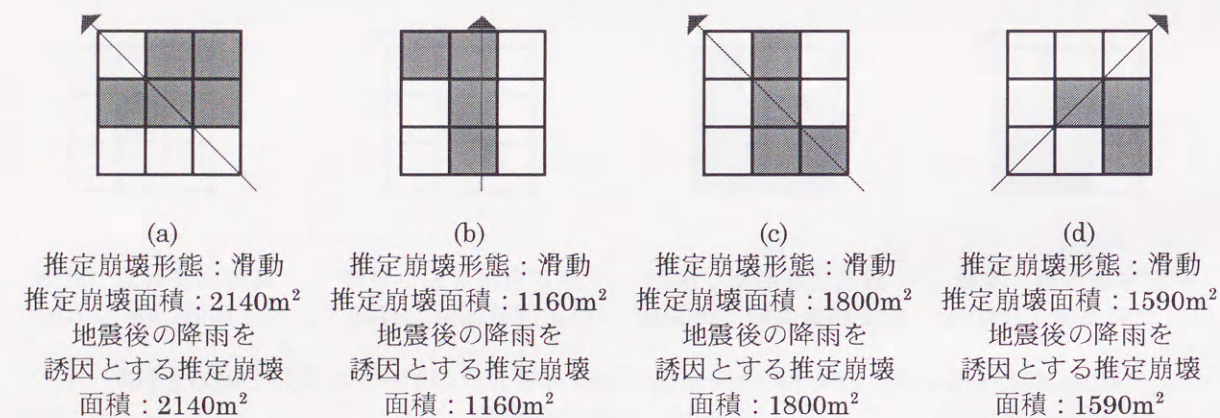 (a)
推定崩壊形態：滑動
推定崩壊面積：2140m²
地震後の降雨を
誘因とする推定崩壊
面積：2140m²
(b)
推定崩壊形態：滑動
推定崩壊面積：1160m²
地震後の降雨を
誘因とする推定崩壊
面積：1160m²
(c)
推定崩壊形態：滑動
推定崩壊面積：1800m²
地震後の降雨を
誘因とする推定崩壊
面積：1800m²
(d)
推定崩壊形態：滑動
推定崩壊面積：1590m²
地震後の降雨を
誘因とする推定崩壊
面積：1590m²